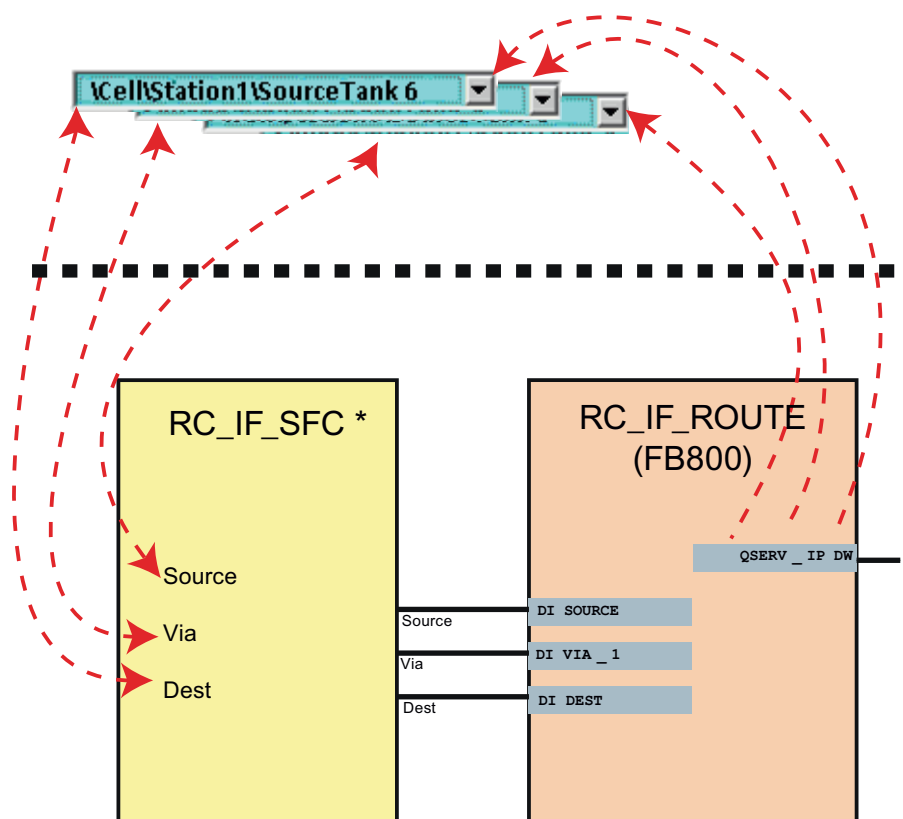 \Cell\Station1\SourceTank 6
RC_IF_SFC *
Source
Via
Dest
Source
Via
Dest
RC_IF_ROUTE
(FB800)
QSERV _ IP DW
DI SOURCE
DI VIA _ 1
DI DEST